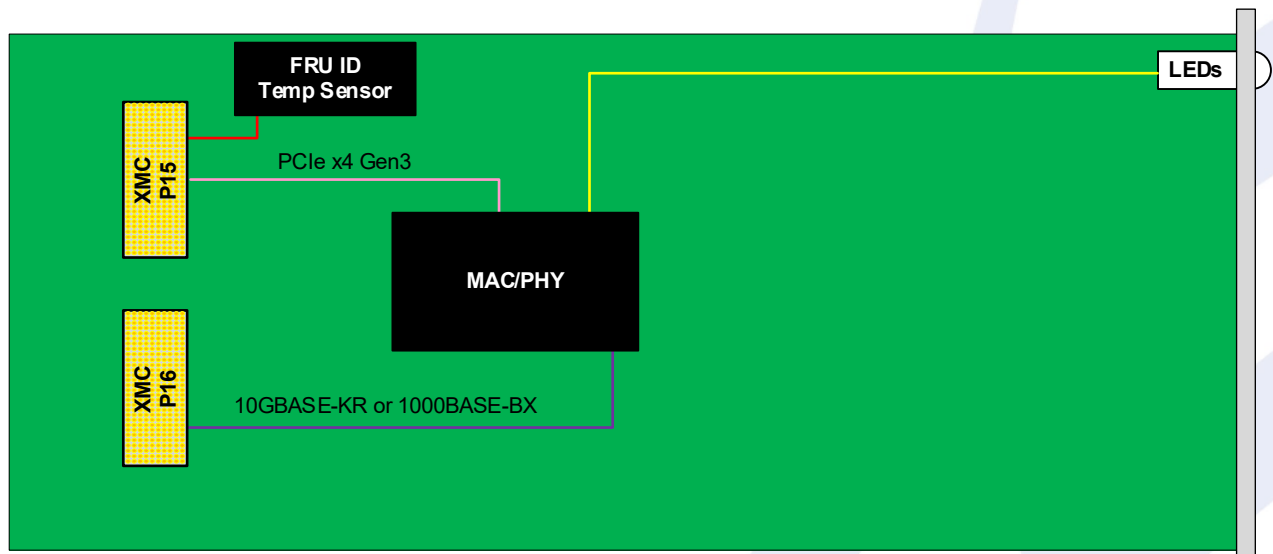 FRU ID
Temp Sensor
LEDs
XMC
P15
PCIe x4 Gen3
MAC/PHY
XMC
P16
10GBASE-KR or 1000BASE-BX